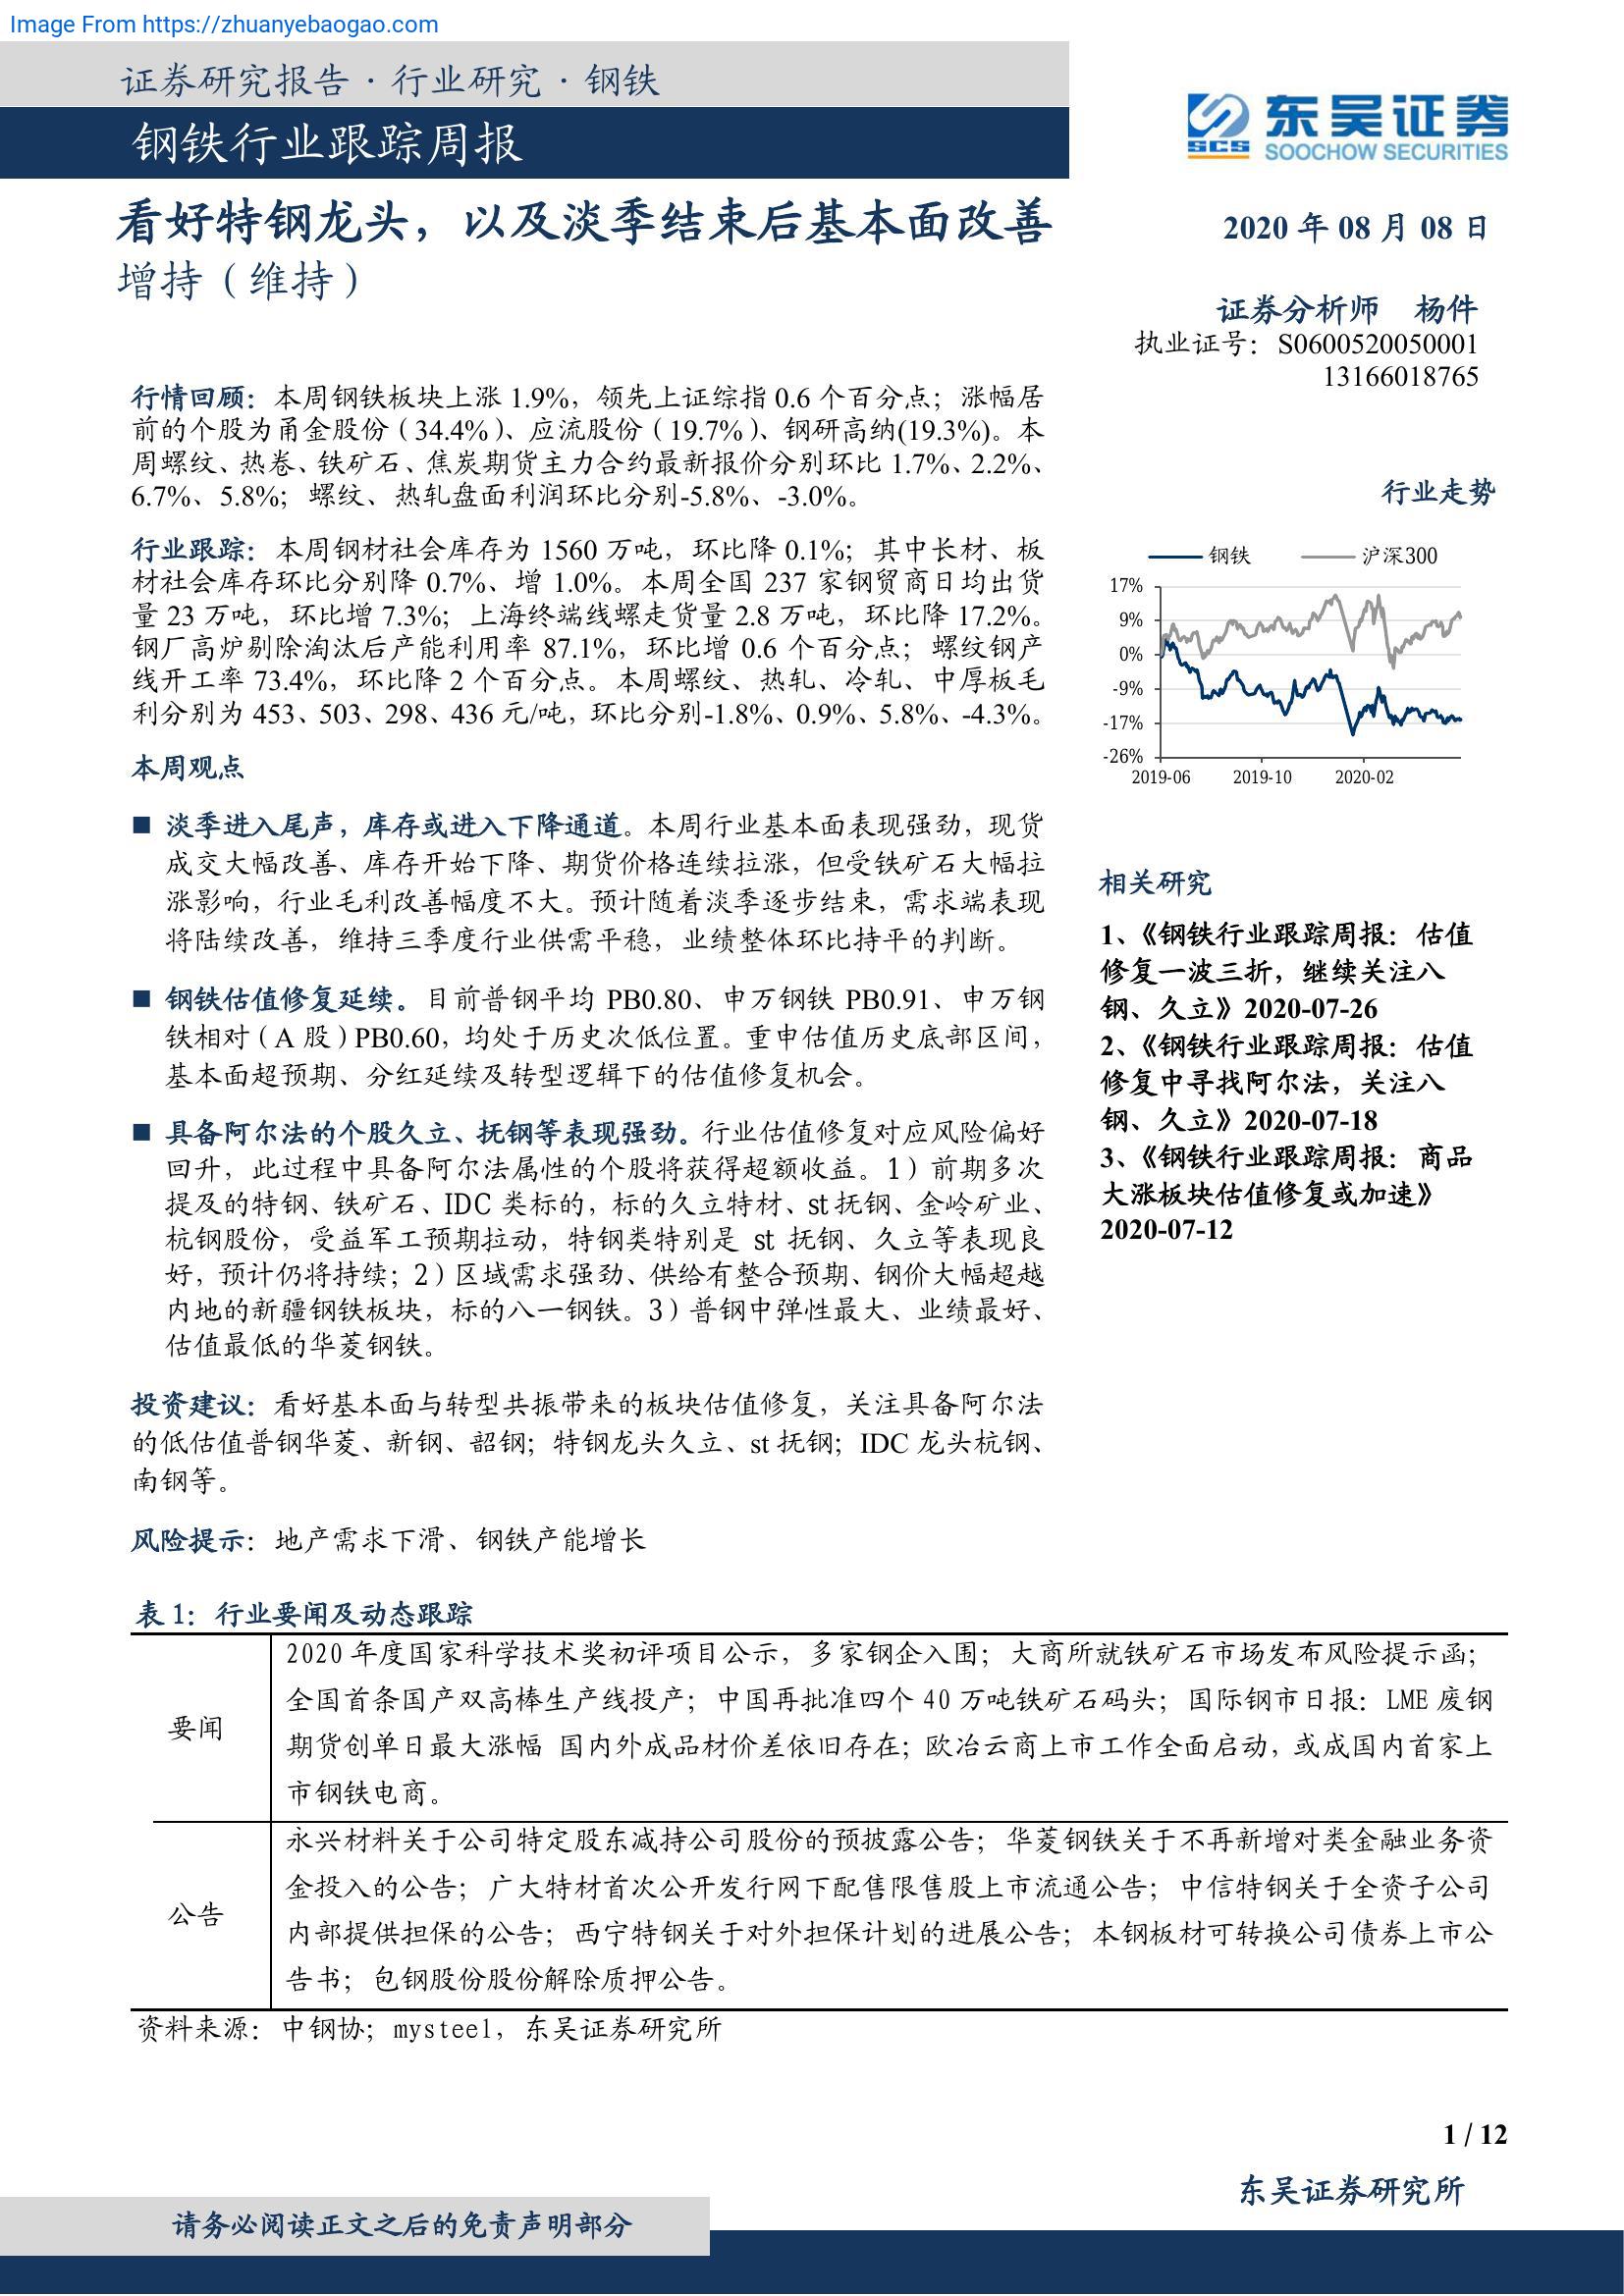 Image From https://zhuanyebaogao.com
证券研究报告·行业研究·钢铁
钢铁行业跟踪周报
看好特钢龙头，以及淡季结束后基本面改善
增持（维持）
行情回顾：本周钢铁板块上涨 1.9%，领先上证综指 0.6 个百分点；涨幅居
前的个股为甬金股份（34.4%）、应流股份（19.7%）、钢研高纳(19.3%)。本
周螺纹、热卷、铁矿石、焦炭期货主力合约最新报价分别环比 1.7%、2.2%、
6.7%、5.8%；螺纹、热轧盘面利润环比分别-5.8%、-3.0%。
行业跟踪：本周钢材社会库存为 1560 万吨，环比降 0.1%；其中长材、板
材社会库存环比分别降 0.7%、增 1.0%。本周全国 237 家钢贸商日均出货
量 23 万吨，环比增 7.3%；上海终端线螺走货量 2.8 万吨，环比降 17.2%。
钢厂高炉剔除淘汰后产能利用率 87.1%，环比增 0.6 个百分点；螺纹钢产
线开工率 73.4%，环比降 2 个百分点。本周螺纹、热轧、冷轧、中厚板毛
利分别为 453、503、298、436 元/吨，环比分别-1.8%、0.9%、5.8%、-4.3%。
本周观点
■ 淡季进入尾声，库存或进入下降通道。本周行业基本面表现强劲，现货
成交大幅改善、库存开始下降、期货价格连续拉涨，但受铁矿石大幅拉
涨影响，行业毛利改善幅度不大。预计随着淡季逐步结束，需求端表现
将陆续改善，维持三季度行业供需平稳，业绩整体环比持平的判断。
■ 钢铁估值修复延续。目前普钢平均 PB0.80、申万钢铁 PB0.91、申万钢
铁相对（A 股）PB0.60，均处于历史次低位置。重申估值历史底部区间，
基本面超预期、分红延续及转型逻辑下的估值修复机会。
■ 具备阿尔法的个股久立、抚钢等表现强劲。行业估值修复对应风险偏好
回升，此过程中具备阿尔法属性的个股将获得超额收益。1）前期多次
提及的特钢、铁矿石、IDC 类标的，标的久立特材、st 抚钢、金岭矿业、
杭钢股份，受益军工预期拉动，特钢类特别是 st 抚钢、久立等表现良
好，预计仍将持续；2）区域需求强劲、供给有整合预期、钢价大幅超越
内地的新疆钢铁板块，标的八一钢铁。3）普钢中弹性最大、业绩最好、
估值最低的华菱钢铁。
投资建议：看好基本面与转型共振带来的板块估值修复，关注具备阿尔法
的低估值普钢华菱、新钢、韶钢；特钢龙头久立、st 抚钢；IDC 龙头杭钢、
南钢等。
风险提示：地产需求下滑、钢铁产能增长
东吴证券
SCS
SOOCHOW SECURITIES
2020 年 08 月 08 日
证券分析师 杨件
执业证号：S0600520050001
13166018765
行业走势
钢铁 沪深300
17%
9%
0%
-9%
-17%
-26%
2019-06 2019-10 2020-02
相关研究
1、《钢铁行业跟踪周报：估值
修复一波三折，继续关注八
钢、久立》2020-07-26
2、《钢铁行业跟踪周报：估值
修复中寻找阿尔法，关注八
钢、久立》2020-07-18
3、《钢铁行业跟踪周报：商品
大涨板块估值修复或加速》
2020-07-12
表 1：行业要闻及动态跟踪
要闻
2020 年度国家科学技术奖初评项目公示，多家钢企入围；大商所就铁矿石市场发布风险提示函；
全国首条国产双高棒生产线投产；中国再批准四个 40 万吨铁矿石码头；国际钢市日报：LME 废钢
期货创单日最大涨幅 国内外成品材价差依旧存在；欧冶云商上市工作全面启动，或成国内首家上
市钢铁电商。
公告
永兴材料关于公司特定股东减持公司股份的预披露公告；华菱钢铁关于不再新增对类金融业务资
金投入的公告；广大特材首次公开发行网下配售限售股上市流通公告；中信特钢关于全资子公司
内部提供担保的公告；西宁特钢关于对外担保计划的进展公告；本钢板材可转换公司债券上市公
告书；包钢股份股份解除质押公告。
资料来源：中钢协；mysteel，东吴证券研究所
1 / 12
东吴证券研究所
请务必阅读正文之后的免责声明部分